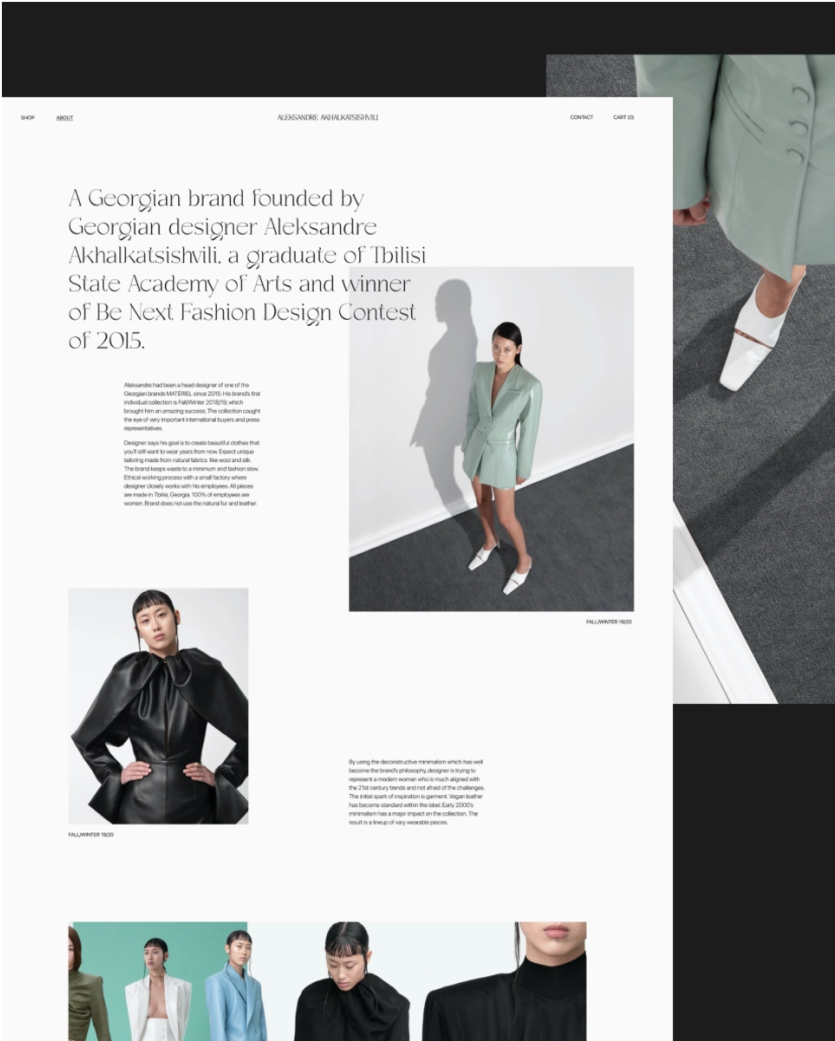 SHOP
ABOUT
ALEKSANDRE AKHALKATSISHVILI
CONTACT
CART (0)
A Georgian brand founded by
Georgian designer Aleksandre
Akhalkatsishvili, a graduate of Tbilisi
State Academy of Arts and winner
of Be Next Fashion Design Contest
of 2015.
Aleksandre had been a head designer of one of the
Georgian brands MATÉRIEL since 2015. His brand's first
individual collection is Fall/Winter 2018/19, which
brought him an amazing success. The collection caught
the eye of very important international buyers and press
representatives.
Designer says his goal is to create beautiful clothes that
you'll still want to wear years from now. Expect unique
tailoring made from natural fabrics like wool and silk.
The brand keeps waste to a minimum and fashion slow.
Ethical working process with a small factory where
designer closely works with his employees. All pieces
are made in Tbilisi, Georgia. 100% of employees are
women. Brand does not use the natural fur and leather.
FALL/WINTER 19/20
By using the deconstructive minimalism which has well
become the brand's philosophy, designer is trying to
represent a modern woman who is much aligned with
the 21st century trends and not afraid of the challenges.
The initial spark of inspiration is garment. Vegan leather
has become standard within the label. Early 2000's
minimalism has a major impact on the collection. The
result is a lineup of very wearable pieces.
FALL/WINTER 19/20